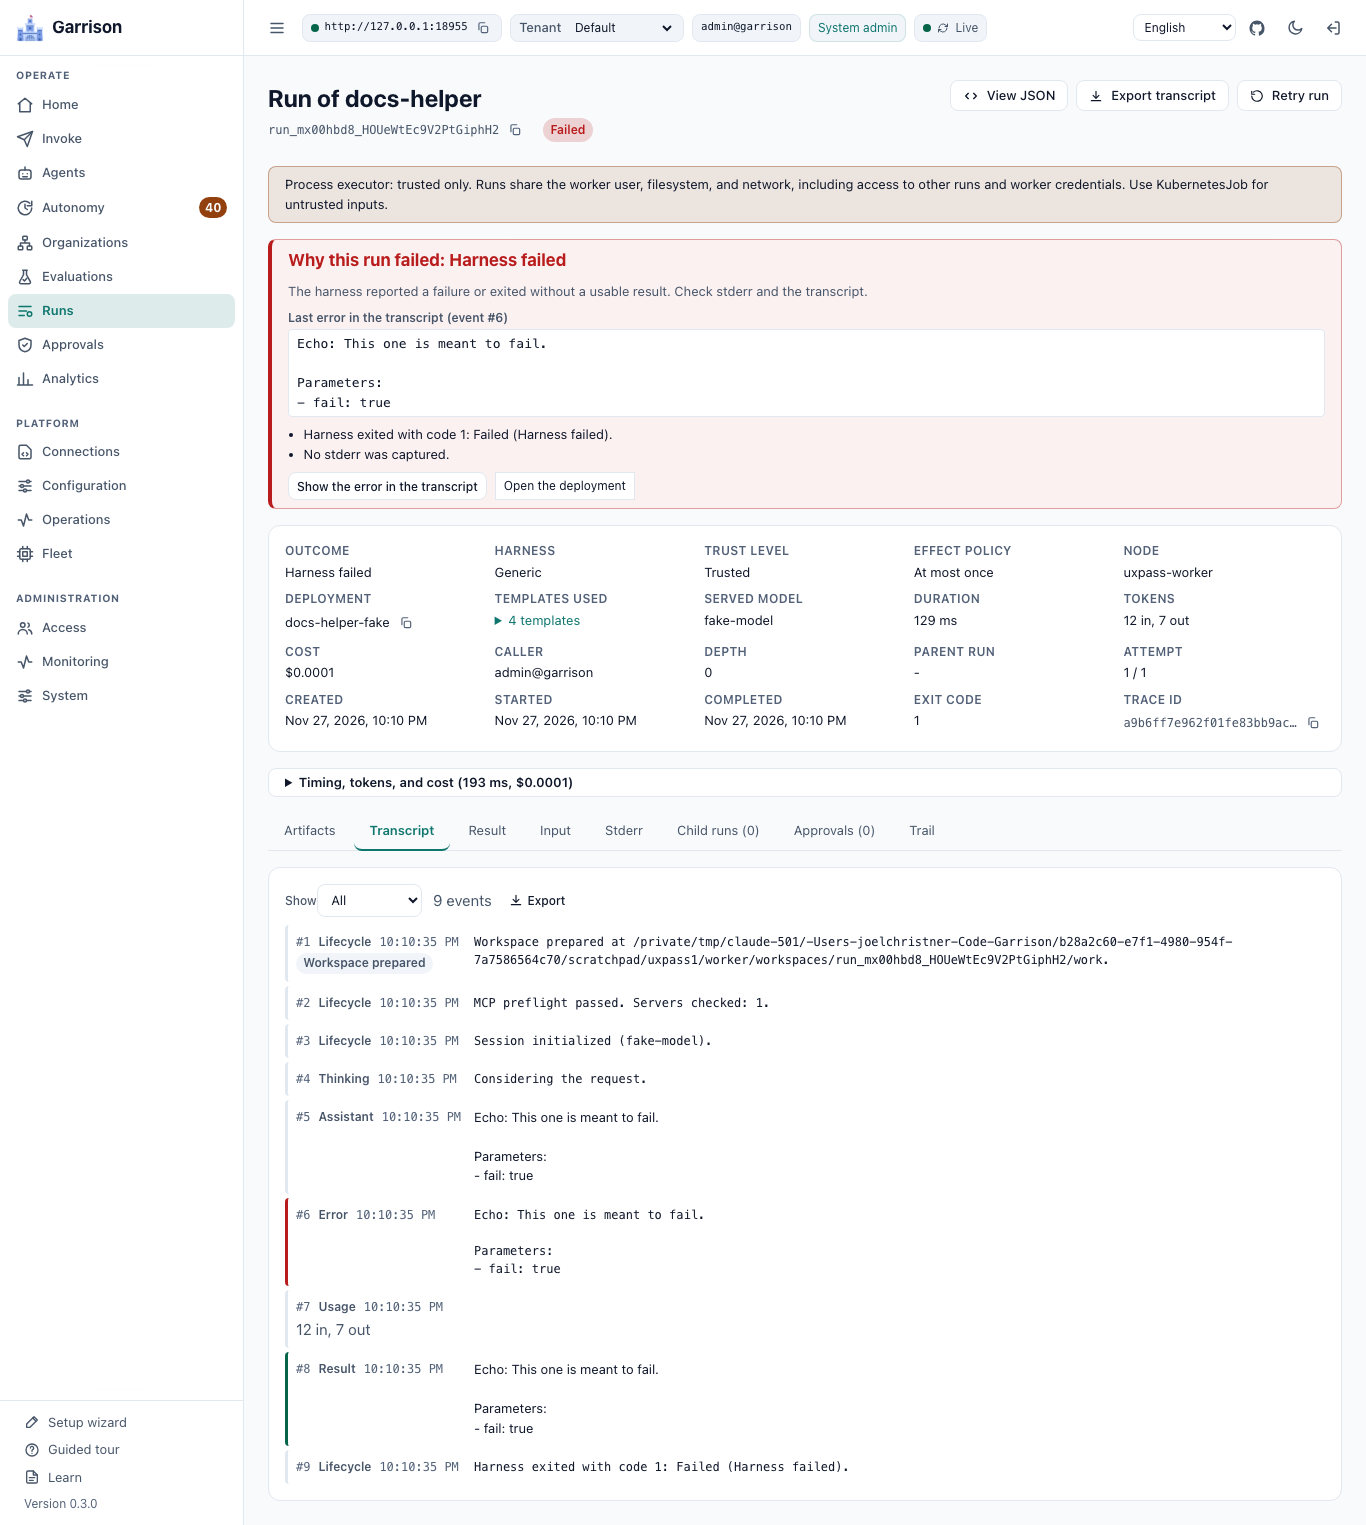 Garrison
http://127.0.0.1:18955
Tenant Default
admin@garrison
System admin
Live
English
OPERATE
Home
Invoke
Agents
Autonomy 40
Organizations
Evaluations
Runs
Approvals
Analytics
PLATFORM
Connections
Configuration
Operations
Fleet
ADMINISTRATION
Access
Monitoring
System
Setup wizard
Guided tour
Learn
Version 0.3.0
Run of docs-helper
View JSON
Export transcript
Retry run
run_mx00hbd8_HOUeWtEc9V2PtGiphH2
Failed
Process executor: trusted only. Runs share the worker user, filesystem, and network, including access to other runs and worker credentials. Use KubernetesJob for
untrusted inputs.
Why this run failed: Harness failed
The harness reported a failure or exited without a usable result. Check stderr and the transcript.
Last error in the transcript (event #6)
Echo: This one is meant to fail.
Parameters:
- fail: true
• Harness exited with code 1: Failed (Harness failed).
• No stderr was captured.
Show the error in the transcript
Open the deployment
OUTCOME HARNESS TRUST LEVEL EFFECT POLICY NODE
Harness failed Generic Trusted At most once uxpass-worker
DEPLOYMENT TEMPLATES USED SERVED MODEL DURATION TOKENS
docs-helper-fake 4 templates fake-model 129 ms 12 in, 7 out
COST CALLER DEPTH PARENT RUN ATTEMPT
$0.0001 admin@garrison 0 - 1 / 1
CREATED STARTED COMPLETED EXIT CODE TRACE ID
Nov 27, 2026, 10:10 PM Nov 27, 2026, 10:10 PM Nov 27, 2026, 10:10 PM 1 a9b6ff7e962f01fe83bb9ac…
Timing, tokens, and cost (193 ms, $0.0001)
Artifacts Transcript Result Input Stderr Child runs (0) Approvals (0) Trail
Show All 9 events Export
#1 Lifecycle 10:10:35 PM Workspace prepared at /private/tmp/claude-501/-Users-joelchristner-Code-Garrison/b28a2c60-e7f1-4980-954f-
Workspace prepared 7a7586564c70/scratchpad/uxpass1/worker/workspaces/run_mx00hbd8_HOUeWtEc9V2PtGiphH2/work.
#2 Lifecycle 10:10:35 PM MCP preflight passed. Servers checked: 1.
#3 Lifecycle 10:10:35 PM Session initialized (fake-model).
#4 Thinking 10:10:35 PM Considering the request.
#5 Assistant 10:10:35 PM Echo: This one is meant to fail.
Parameters:
- fail: true
#6 Error 10:10:35 PM Echo: This one is meant to fail.
Parameters:
- fail: true
#7 Usage 10:10:35 PM
12 in, 7 out
#8 Result 10:10:35 PM Echo: This one is meant to fail.
Parameters:
- fail: true
#9 Lifecycle 10:10:35 PM Harness exited with code 1: Failed (Harness failed).